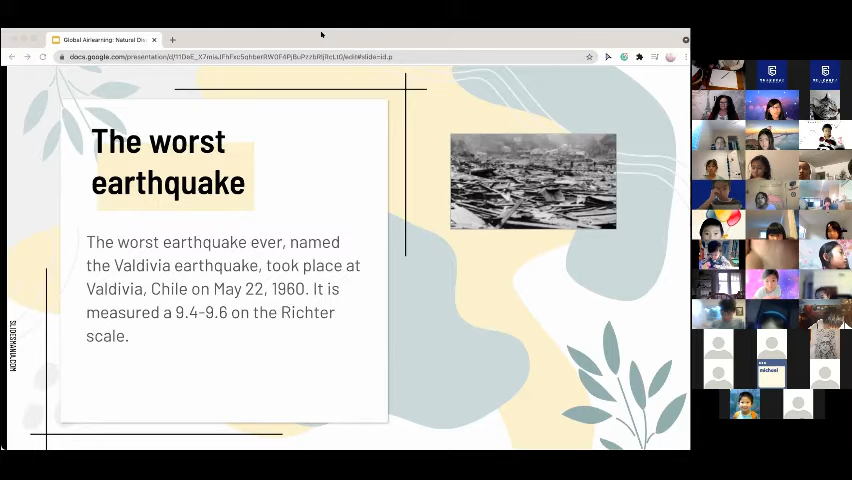 Global Airlearning: Natural Dis
The worst
earthquake
The worst earthquake ever, named
the Valdivia earthquake, took place at
Valdivia, Chile on May 22, 1960. It is
measured a 9.4-9.6 on the Richter
scale.
SLIDESMANIA.COM
michael